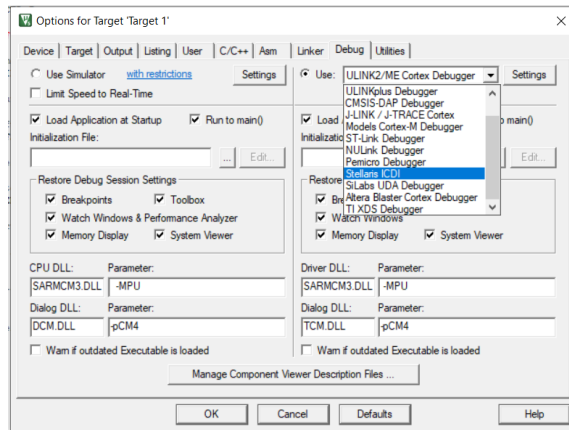 Options for Target 'Target 1'
Device Target Output Listing User C/C++ Asm Linker Debug Utilities
Use Simulator with restrictions Settings
Use: ULINK2/ME Cortex Debugger Settings
Limit Speed to Real-Time
ULINKplus Debugger
CMSIS-DAP Debugger
J-LINK / J-TRACE Cortex
Models Cortex-M Debugger
ST-Link Debugger
NULink Debugger
Pemicro Debugger
Stellaris ICDI
SiLabs UDA Debugger
Altera Blaster Cortex Debugger
TI XDS Debugger
Load Application at Startup Run to main()
Load main()
Initialization File:
... Edit...
Edit...
Restore Debug Session Settings
Breakpoints Toolbox
Watch Windows & Performance Analyzer
Memory Display System Viewer
Restore
Watch Windows
Memory Display System Viewer
CPU DLL: Parameter:
SARMCM3.DLL -MPU
Dialog DLL: Parameter:
DCM.DLL -pCM4
Warn if outdated Executable is loaded
Driver DLL: Parameter:
SARMCM3.DLL -MPU
Dialog DLL: Parameter:
TCM.DLL -pCM4
Warn if outdated Executable is loaded
Manage Component Viewer Description Files ...
OK Cancel Defaults Help